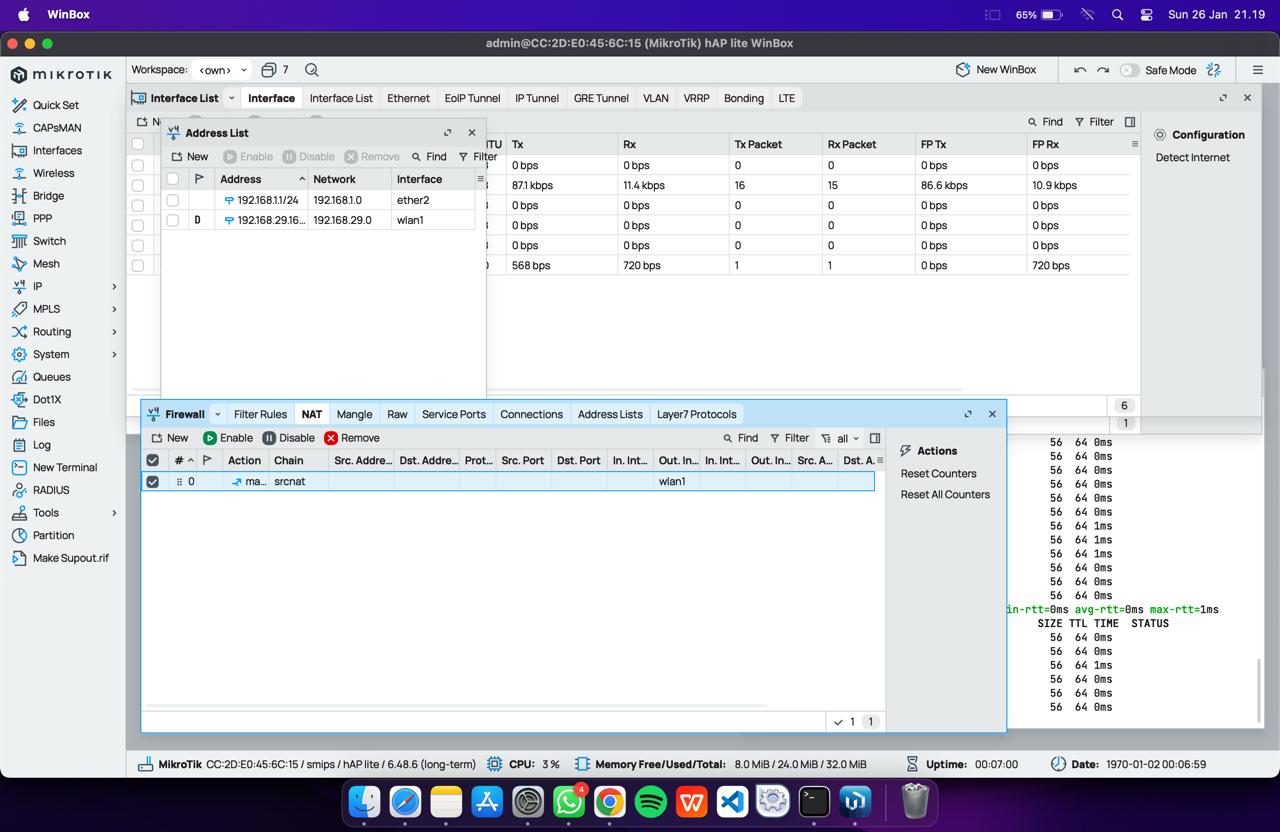 WinBox
65%
Sun 26 Jan 21.19
admin@CC:2D:E0:45:6C:15 (MikroTik) hAP lite WinBox
MIKROTIK
Workspace: <own> 7
New WinBox
Safe Mode
Quick Set
CAPsMAN
Interfaces
Wireless
Bridge
PPP
Switch
Mesh
IP
MPLS
Routing
System
Queues
Dot1X
Files
Log
New Terminal
RADIUS
Tools
Partition
Make Supout.rif
Interface List Interface Interface List Ethernet EoIP Tunnel IP Tunnel GRE Tunnel VLAN VRRP Bonding LTE
Find Filter
Tx Rx Tx Packet Rx Packet FP Tx FP Rx
0 bps 0 bps 0 0 0 bps 0 bps
87.1 kbps 11.4 kbps 16 15 86.6 kbps 10.9 kbps
0 bps 0 bps 0 0 0 bps 0 bps
0 bps 0 bps 0 0 0 bps 0 bps
0 bps 0 bps 0 0 0 bps 0 bps
568 bps 720 bps 1 1 0 bps 720 bps
6
1
Configuration
Detect Internet
Address List
New Enable Disable Remove Find Filter
Address Network Interface
192.168.1.1/24 192.168.1.0 ether2
D 192.168.29.16... 192.168.29.0 wlan1
Firewall Filter Rules NAT Mangle Raw Service Ports Connections Address Lists Layer7 Protocols
New Enable Disable Remove Find Filter all
# Action Chain Src. Addre... Dst. Addre... Prot... Src. Port Dst. Port In. Int... Out. In... In. Int... Out. In... Src. A... Dst. A.
0 ma... srcnat wlan1
1 1
Actions
Reset Counters
Reset All Counters
56 64 0ms
56 64 0ms
56 64 0ms
56 64 0ms
56 64 0ms
56 64 0ms
56 64 1ms
56 64 1ms
56 64 1ms
56 64 0ms
56 64 0ms
56 64 0ms
in-rtt=0ms avg-rtt=0ms max-rtt=1ms
SIZE TTL TIME STATUS
56 64 0ms
56 64 0ms
56 64 1ms
56 64 0ms
56 64 0ms
56 64 0ms
MikroTik CC:2D:E0:45:6C:15 / smips / hAP lite / 6.48.6 (long-term) CPU: 3 % Memory Free/Used/Total: 8.0 MiB / 24.0 MiB / 32.0 MiB Uptime: 00:07:00 Date: 1970-01-02 00:06:59
4